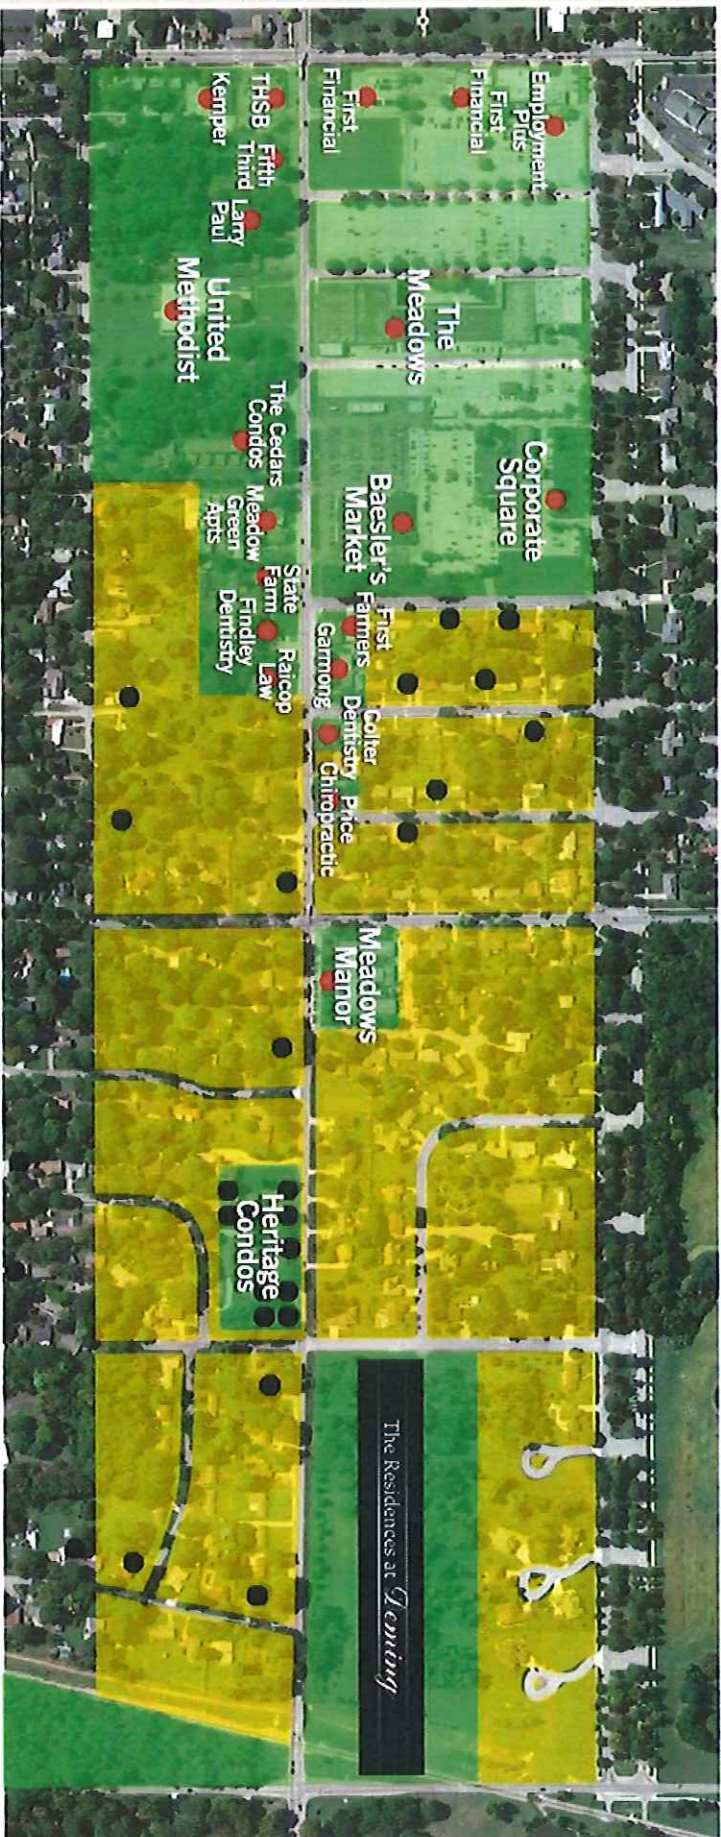 Employment
Plus
First
Financial
First
Financial
THSB
Kemper
Fifth
Third
Larry
Paul
United
Methodist
The
Meadows
The Cedars
Condos
Corporate
Square
Baesler's
Market
Meadow
Green
Apts
State
Farm
Findley
Dentistry
Raicop
Law
First
Farmers
Garmong
Colter
Dentistry
Price
Chiropractic
Meadows
Manor
Heritage
Condos
The Residences at Deming